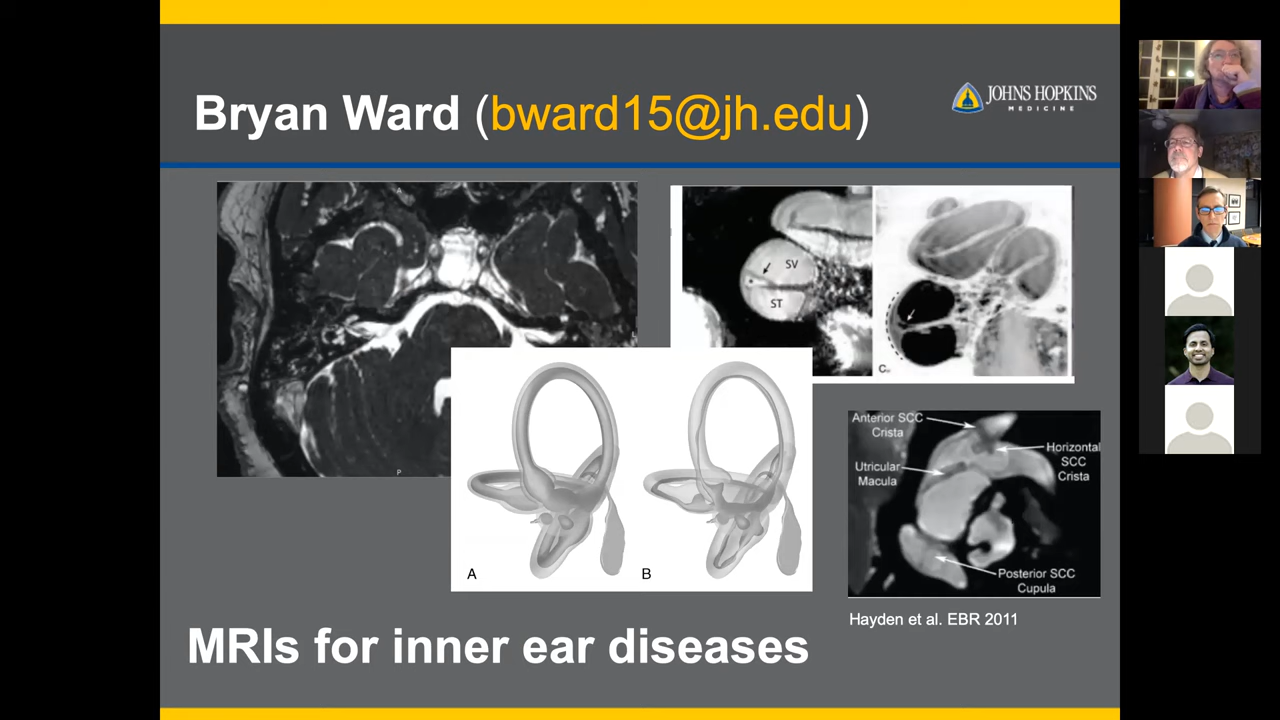 Bryan Ward (bward15@jh.edu)
JOHNS HOPKINS
MEDICINE
A
P
SV
ST
C
A
B
Anterior SCC
Crista
Horizontal
SCC
Crista
Utricular
Macula
Posterior SCC
Cupula
Hayden et al. EBR 2011
MRIs for inner ear diseases